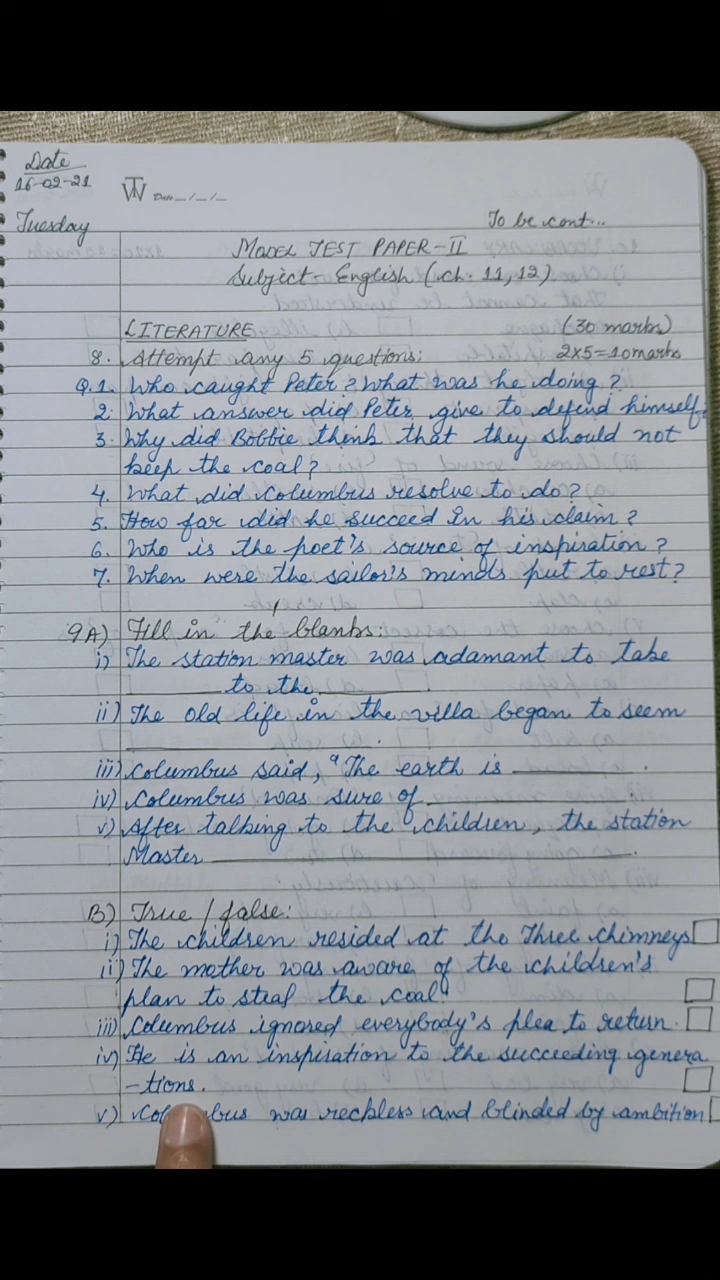 Date
16-02-21
W Date _/_/_
Tuesday To be cont...
MODEL TEST PAPER-II
Subject- English (ch. 11, 12)
LITERATURE (30 marks)
8. Attempt any 5 questions: 2x5=10marks
Q.1. Who caught Peter? What was he doing?
2. What answer did Peter give to defend himself?
3. Why did Bobbie think that they should not
keep the coal?
4. What did Columbus resolve to do?
5. How far did he succeed in his claim?
6. Who is the poet's source of inspiration?
7. When were the sailor's minds put to rest?
9A) Fill in the blanks:
i) The station master was adamant to take
________ to the ________.
ii) The old life in the villa began to seem
________.
iii) Columbus said, "The earth is ________.
iv) Columbus was sure of ________.
v) After talking to the children, the station
Master ________.
B) True / false:
i) The children resided at the Three chimneys
ii) The mother was aware of the children's
plan to steal the coal
iii) Columbus ignored everybody's plea to return.
iv) He is an inspiration to the succeeding genera
-tions.
v) was reckless and blinded by ambition